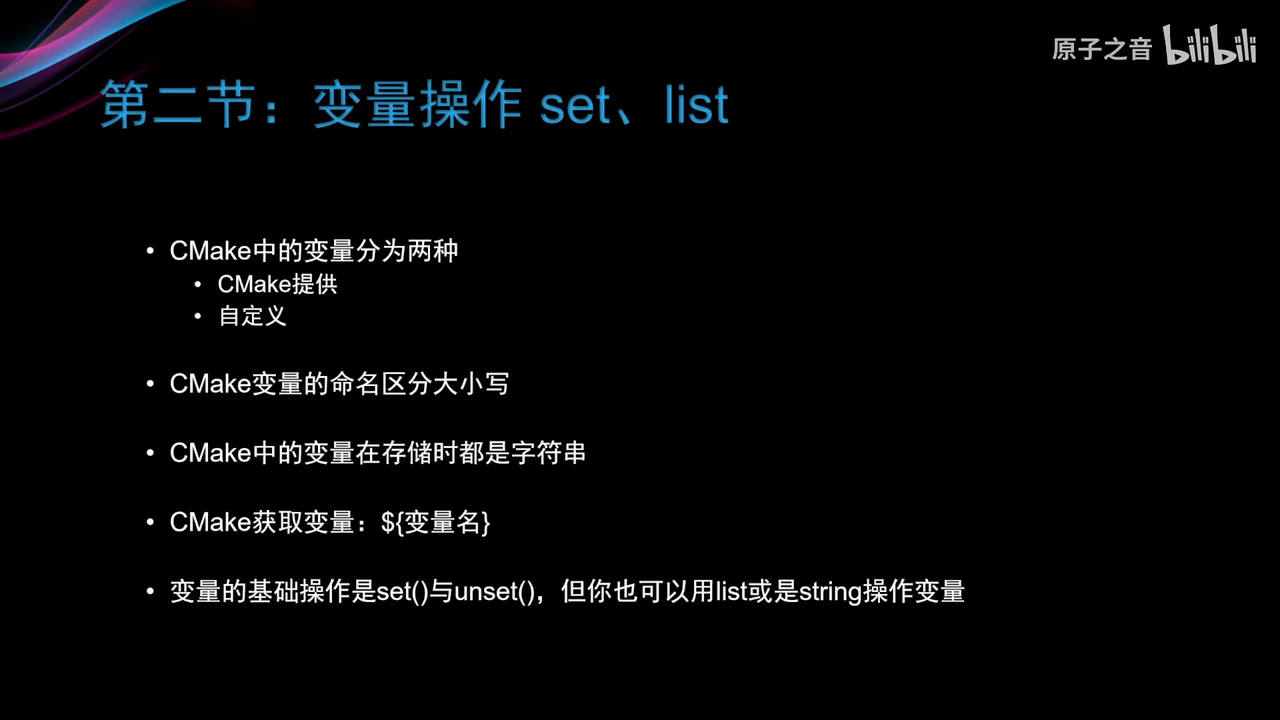 原子之音 bilibili
第二节：变量操作 set、list
• CMake中的变量分为两种
• CMake提供
• 自定义
• CMake变量的命名区分大小写
• CMake中的变量在存储时都是字符串
• CMake获取变量：${变量名}
• 变量的基础操作是set()与unset()，但你也可以用list或是string操作变量